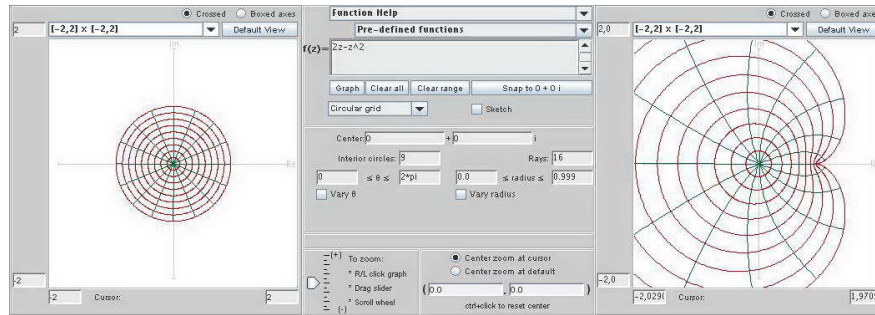 Crossed Boxed axes
2 [-2,2] x [-2,2] Default View
Im
Re
-2
-2 Cursor: 2
Function Help
Pre-defined functions
f(z)= 2z-z^2
Graph Clear all Clear range Snap to 0 + 0 i
Circular grid Sketch
Center: 0 + 0 i
Interior circles: 9 Rays: 16
0 ≤ θ ≤ 2*pi 0.0 ≤ radius ≤ 0.999
Vary θ Vary radius
(+) To zoom:
* R/L click graph
* Drag slider
* Scroll wheel
(-)
Center zoom at cursor
Center zoom at default
( 0.0 , 0.0 )
ctrl+click to reset center
Crossed Boxed axes
2,0 [-2,2] x [-2,2] Default View
Im
-2,0
-2,029 Cursor: 1,970